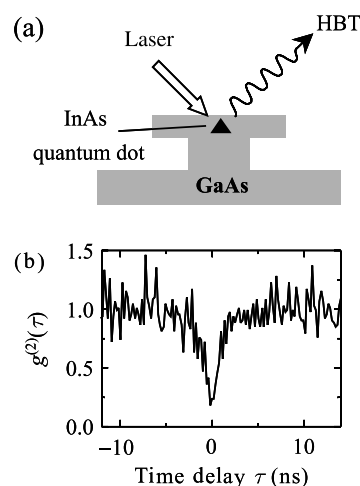 (a)
HBT
Laser
InAs
quantum dot
GaAs
(b)
1.5
1.0
0.5
0.0
g(2)(τ)
−10 0 10
Time delay τ (ns)